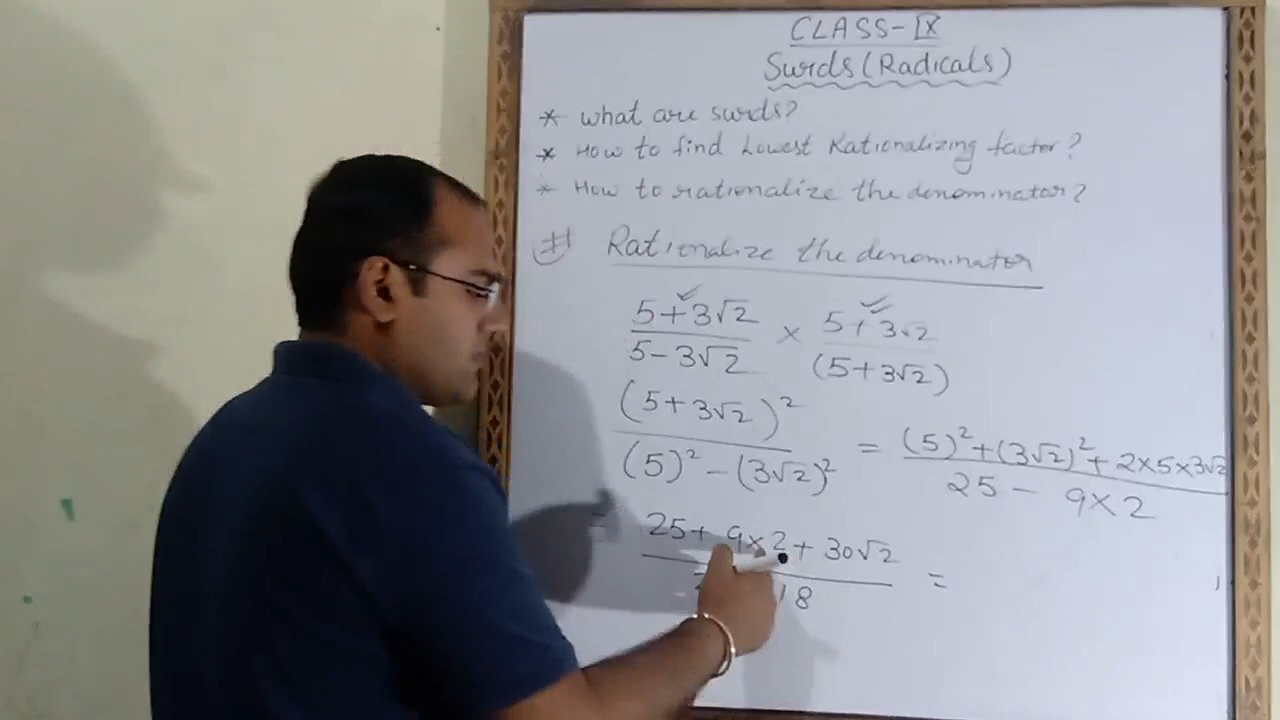 CLASS-IX
Surds (Radicals)
* What are surds?
* How to find Lowest Rationalizing factor?
* How to rationalize the denominator?
# Rationalize the denominator
5+3√2 × 5+3√2
5-3√2 (5+3√2)
(5+3√2)²
(5)² - (3√2)² = (5)²+(3√2)²+ 2×5×3√2
25 - 9×2
= 25+ 9×2+ 30√2
18 =